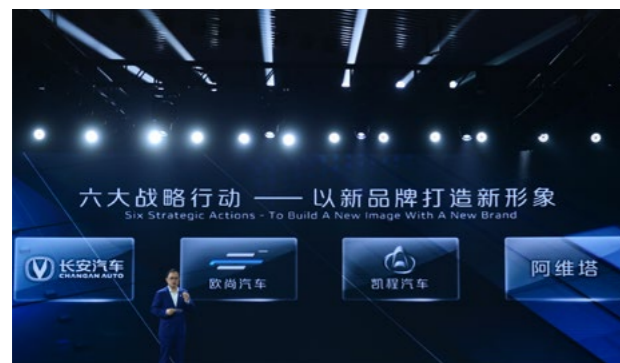 六大战略行动 —— 以新品牌打造新形象
Six Strategic Actions - To Build A New Image With A New Brand
长安汽车
CHANGAN AUTO
欧尚汽车
凯程汽车
阿维塔